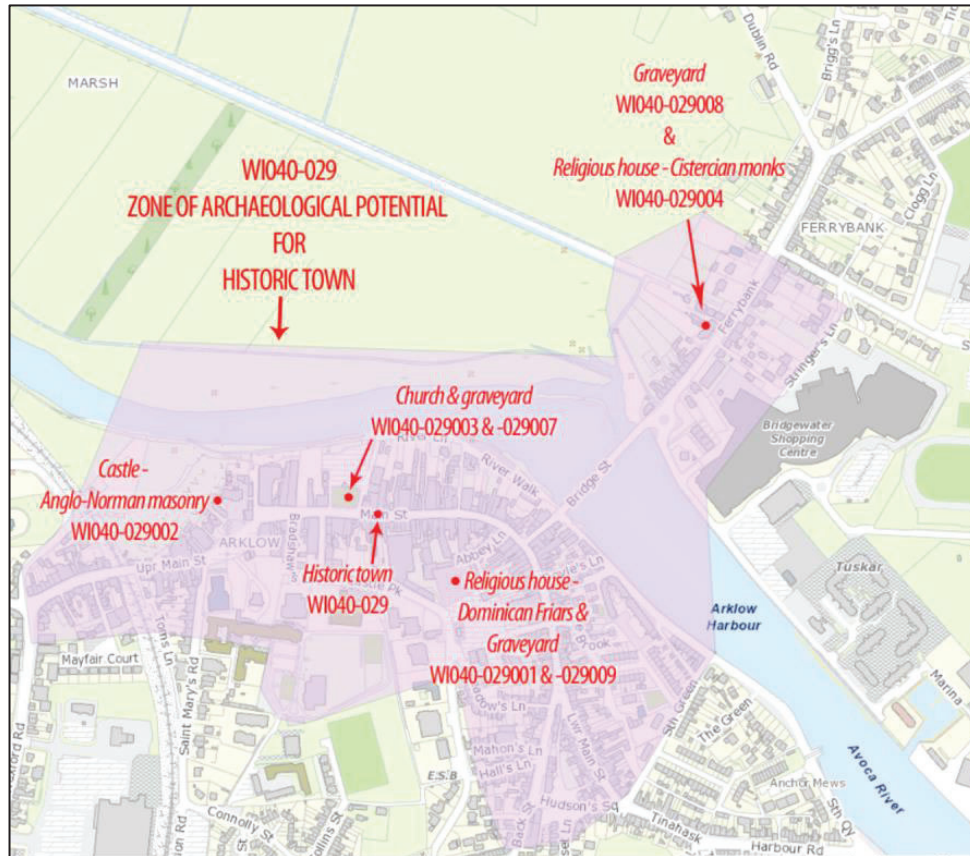 MARSH
Dublin Rd
Brigg's Ln
Graveyard
WI040-029008
&
Religious house - Cistercian monks
WI040-029004
Clogg Ln
FERRYBANK
WI040-029
ZONE OF ARCHAEOLOGICAL POTENTIAL
FOR
HISTORIC TOWN
Ferrybank
Stringer's Ln
Church & graveyard
WI040-029003 & -029007
Bridgewater
Shopping
Centre
River Ln
River Walk
Bridge St
Castle -
Anglo-Norman masonry
WI040-029002
Main St
ARKLOW
Upr Main St
Abbey Ln
Historic town
WI040-029
Religious house -
Dominican Friars &
Graveyard
WI040-029001 & -029009
Tuskar
Arklow
Harbour
Mayfair Court
Toms Ln
Saint Mary's Rd
Marina
Sth Green
The Green
Lwr Main St
Mahon's Ln
Hall's Ln
E.S.B
Avoca River
Anchor Mews
Sth Qy
Hudson's Sq
Tinahask
Harbour Rd
Connolly St
Back St